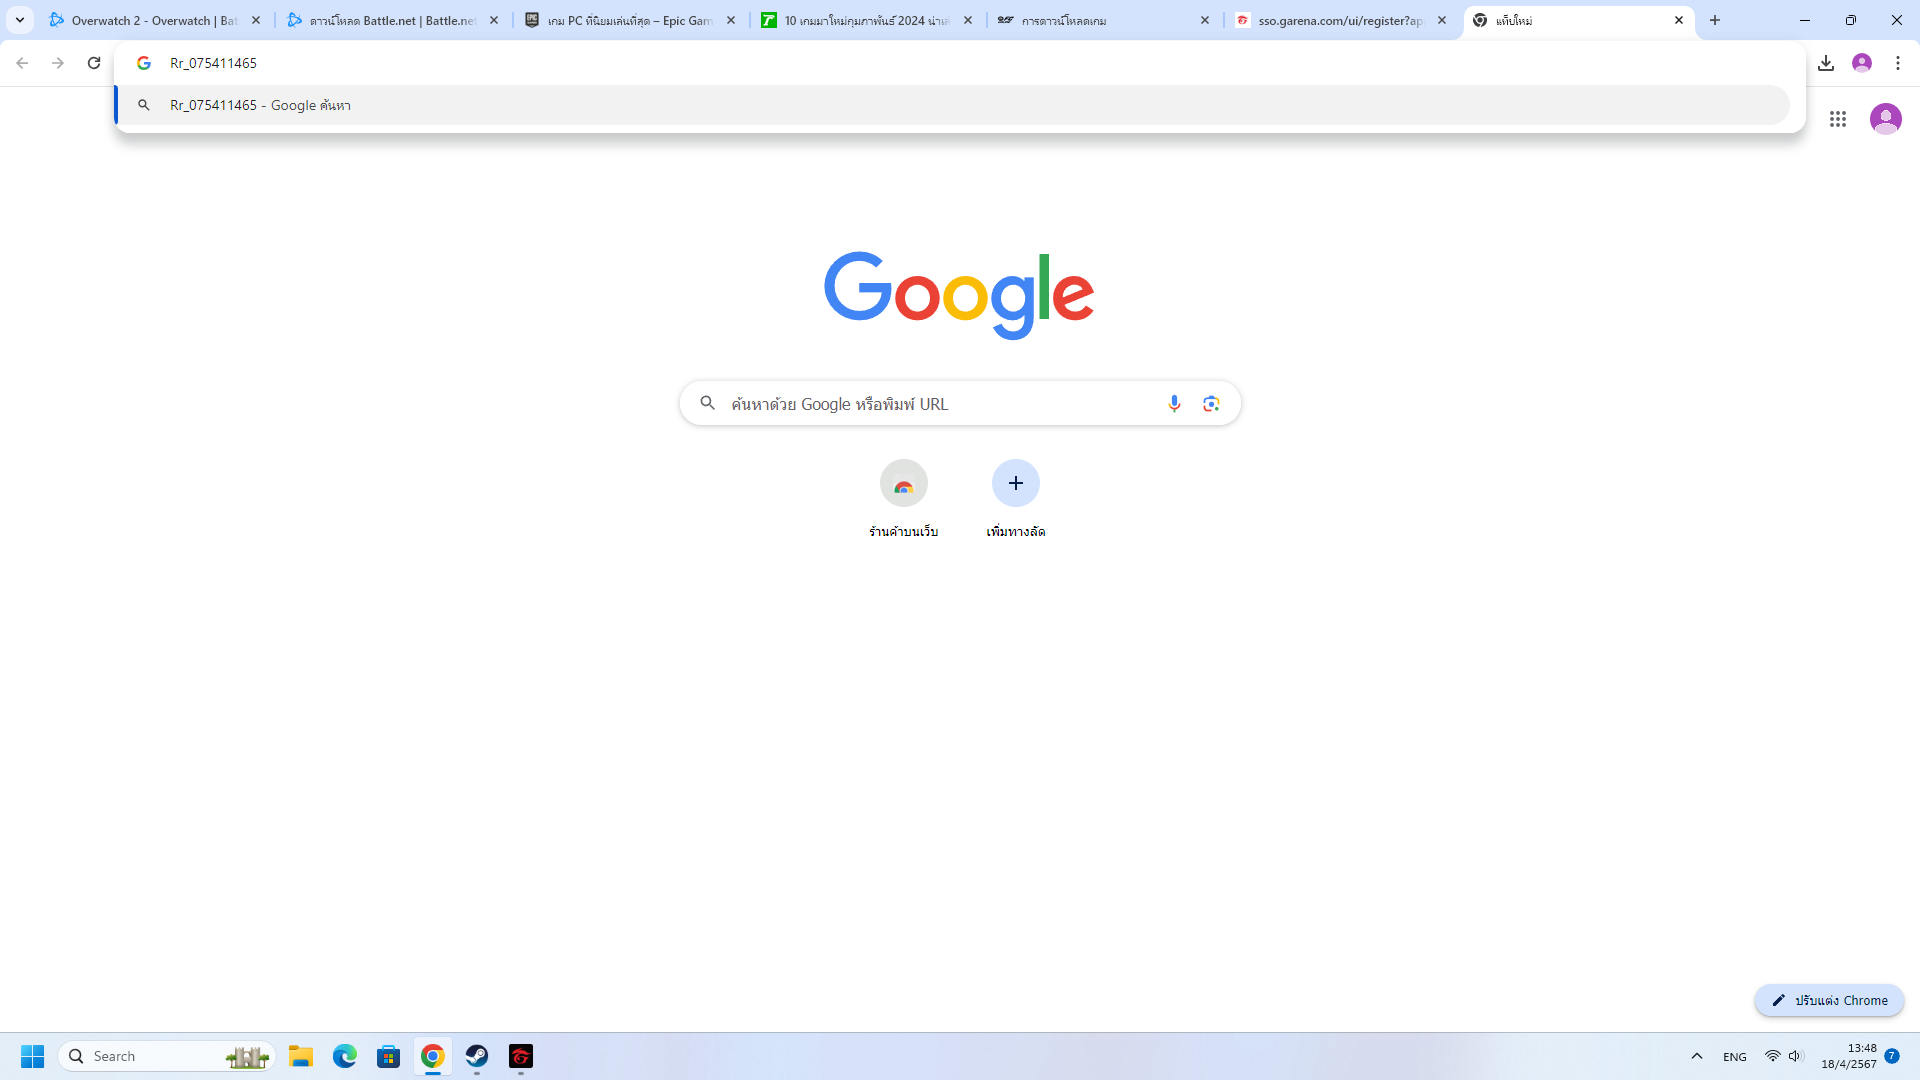 Overwatch 2 - Overwatch | Bat
ดาวน์โหลด Battle.net | Battle.net
เกม PC ที่นิยมเล่นที่สุด – Epic Gam
10 เกมมาใหม่กุมภาพันธ์ 2024 น่าเล่
การดาวน์โหลดเกม
sso.garena.com/ui/register?ap
แท็บใหม่
Rr_075411465
Rr_075411465 - Google ค้นหา
Google
ค้นหาด้วย Google หรือพิมพ์ URL
ร้านค้าบนเว็บ
เพิ่มทางลัด
ปรับแต่ง Chrome
Search
ENG
13:48
18/4/2567
7